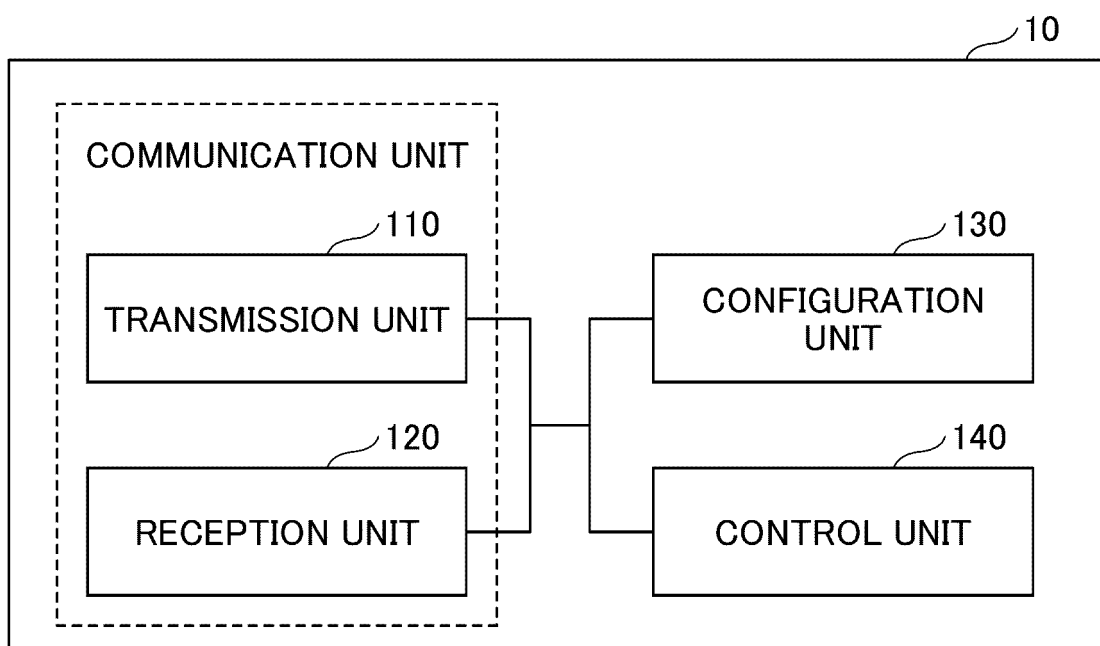 10
COMMUNICATION UNIT
110
TRANSMISSION UNIT
120
RECEPTION UNIT
130
CONFIGURATION
UNIT
140
CONTROL UNIT